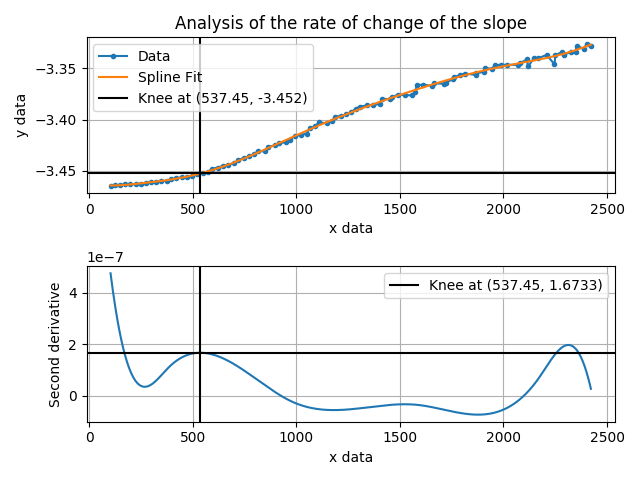 Analysis of the rate of change of the slope
Data
Spline Fit
Knee at (537.45, -3.452)
−3.35
−3.40
−3.45
y data
0 500 1000 1500 2000 2500
x data
1e−7
Knee at (537.45, 1.6733)
4
2
0
Second derivative
0 500 1000 1500 2000 2500
x data